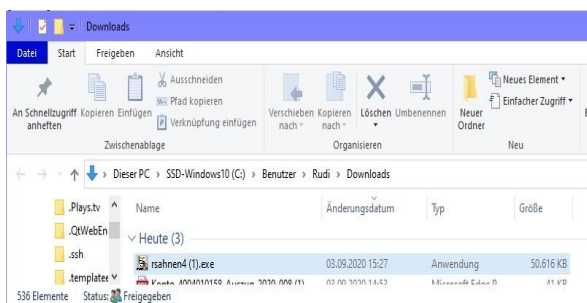 Downloads
Datei Start Freigeben Ansicht
An Schnellzugriff anheften
Kopieren
Einfügen
Ausschneiden
Pfad kopieren
Verknüpfung einfügen
Zwischenablage
Verschieben nach
Kopieren nach
Löschen
Umbenennen
Organisieren
Neuer Ordner
Neues Element
Einfacher Zugriff
Neu
Dieser PC > SSD-Windows10 (C:) > Benutzer > Rudi > Downloads
.Plays.tv
.QtWebEn
.ssh
.templatee
Name Änderungsdatum Typ Größe
Heute (3)
rsahnen4 (1).exe 03.09.2020 15:27 Anwendung 50.616 KB
536 Elemente Status: Freigegeben